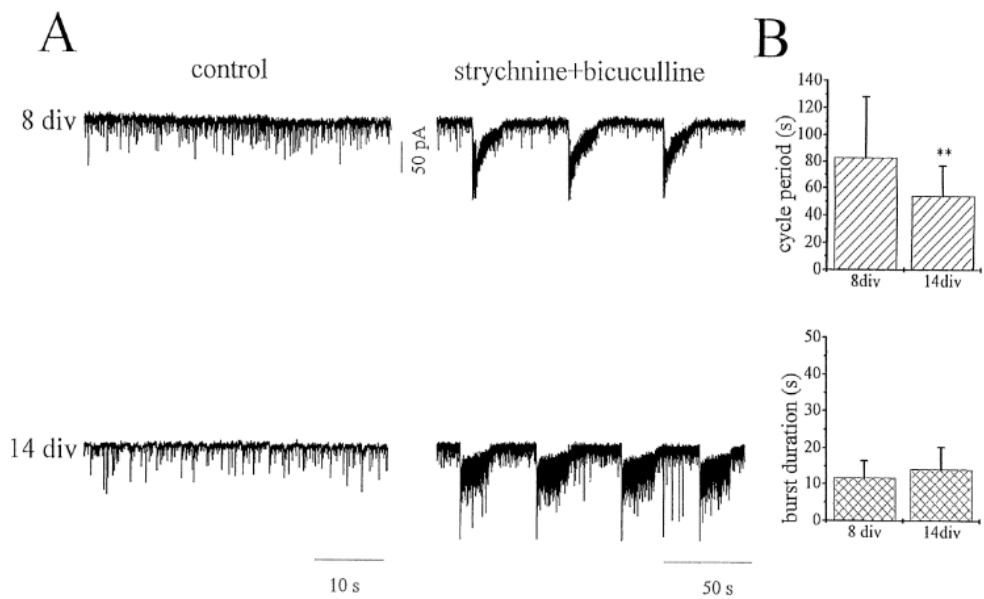 A
control
strychnine+bicuculline
8 div
50 pA
14 div
10 s
50 s
B
cycle period (s)
140
120
100
80
60
40
20
0
**
8div
14div
burst duration (s)
50
40
30
20
10
0
8 div
14div